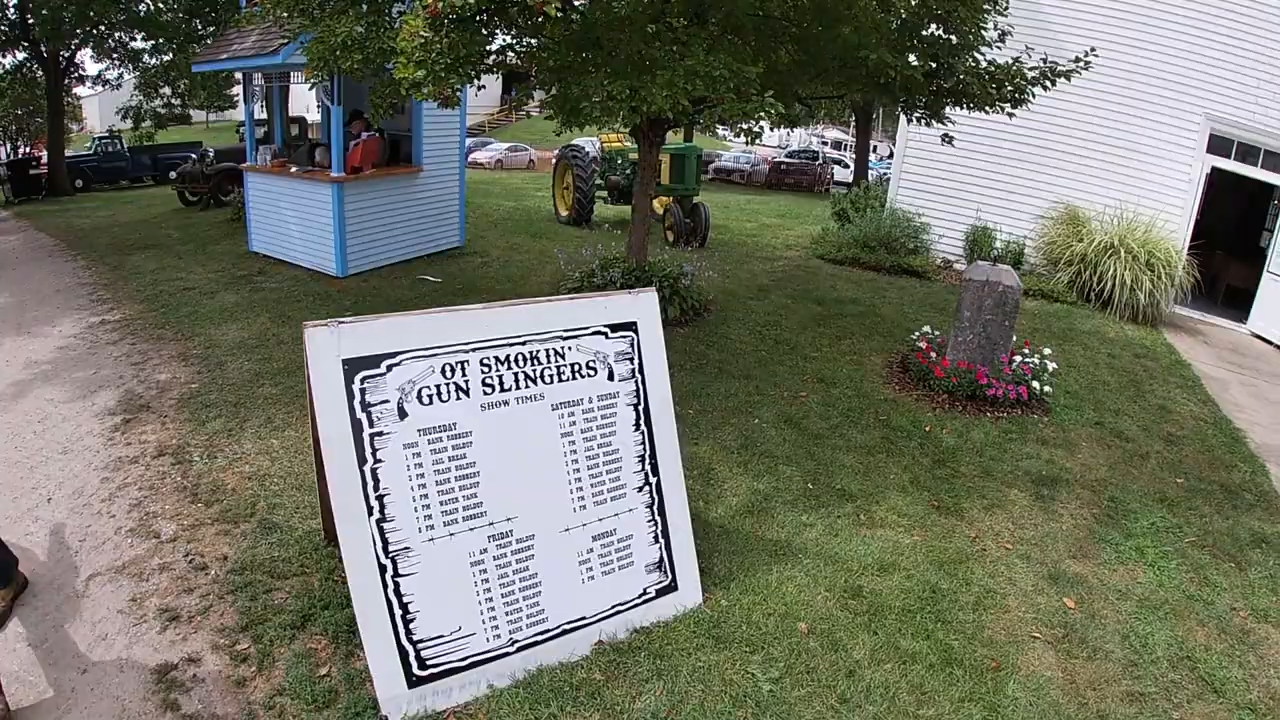 OT SMOKIN'
GUN SLINGERS
SHOW TIMES
THURSDAY
NOON - BANK ROBBERY
1 PM - TRAIN HOLDUP
2 PM - JAIL BREAK
3 PM - TRAIN HOLDUP
4 PM - BANK ROBBERY
5 PM - TRAIN HOLDUP
6 PM - WATER TANK
7 PM - TRAIN HOLDUP
8 PM - BANK ROBBERY
SATURDAY & SUNDAY
10 AM - BANK ROBBERY
11 AM - TRAIN HOLDUP
NOON - BANK ROBBERY
1 PM - TRAIN HOLDUP
2 PM - JAIL BREAK
3 PM - TRAIN HOLDUP
4 PM - BANK ROBBERY
5 PM - TRAIN HOLDUP
6 PM - WATER TANK
7 PM - BANK ROBBERY
8 PM - TRAIN HOLDUP
FRIDAY
11 AM - TRAIN HOLDUP
NOON - BANK ROBBERY
1 PM - TRAIN HOLDUP
2 PM - JAIL BREAK
3 PM - TRAIN HOLDUP
4 PM - BANK ROBBERY
5 PM - TRAIN HOLDUP
6 PM - WATER TANK
7 PM - TRAIN HOLDUP
8 PM - BANK ROBBERY
MONDAY
11 AM - TRAIN HOLDUP
NOON - TRAIN HOLDUP
1 PM - TRAIN HOLDUP
2 PM - TRAIN HOLDUP